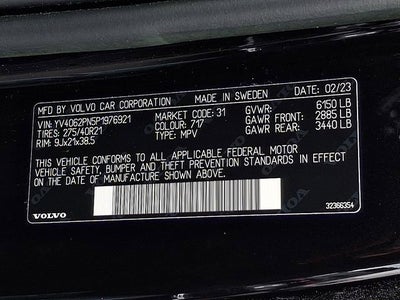 MFD BY VOLVO CAR CORPORATION MADE IN SWEDEN 02/23
VIN: YV4062PN5P1976921 MARKET CODE: 31 GVWR: 6150 LB
TIRES: 275/40R21 COLOUR: 717 GAWR FRONT: 2885 LB
RIMS: 9Jx21x38.5 TYPE: MPV GAWR REAR: 3440 LB
THIS VEHICLE CONFORMS TO ALL APPLICABLE FEDERAL MOTOR
VEHICLE SAFETY, BUMPER AND THEFT PREVENTION STANDARDS IN EFFECT
ON THE DATE OF MANUFACTURE SHOWN ABOVE.
VOLVO 32366354